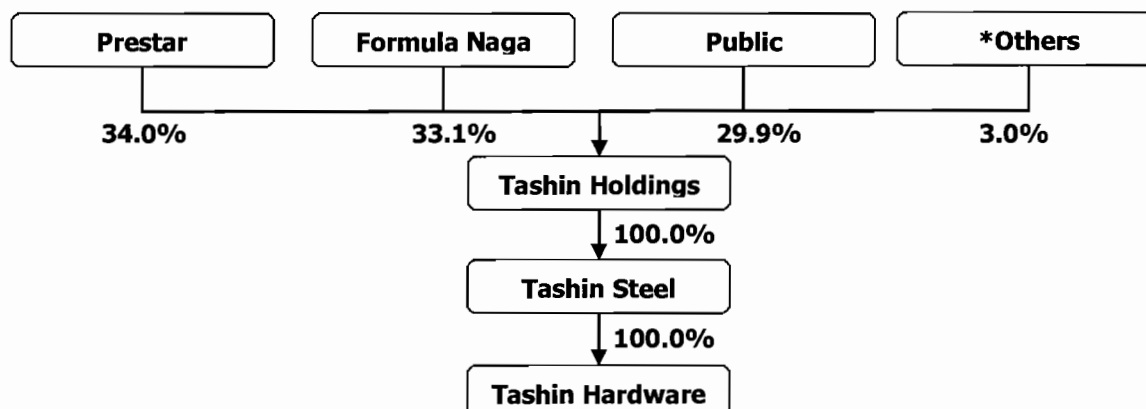 Prestar
Formula Naga
Public
*Others
34.0%
33.1%
29.9%
3.0%
Tashin Holdings
100.0%
Tashin Steel
100.0%
Tashin Hardware